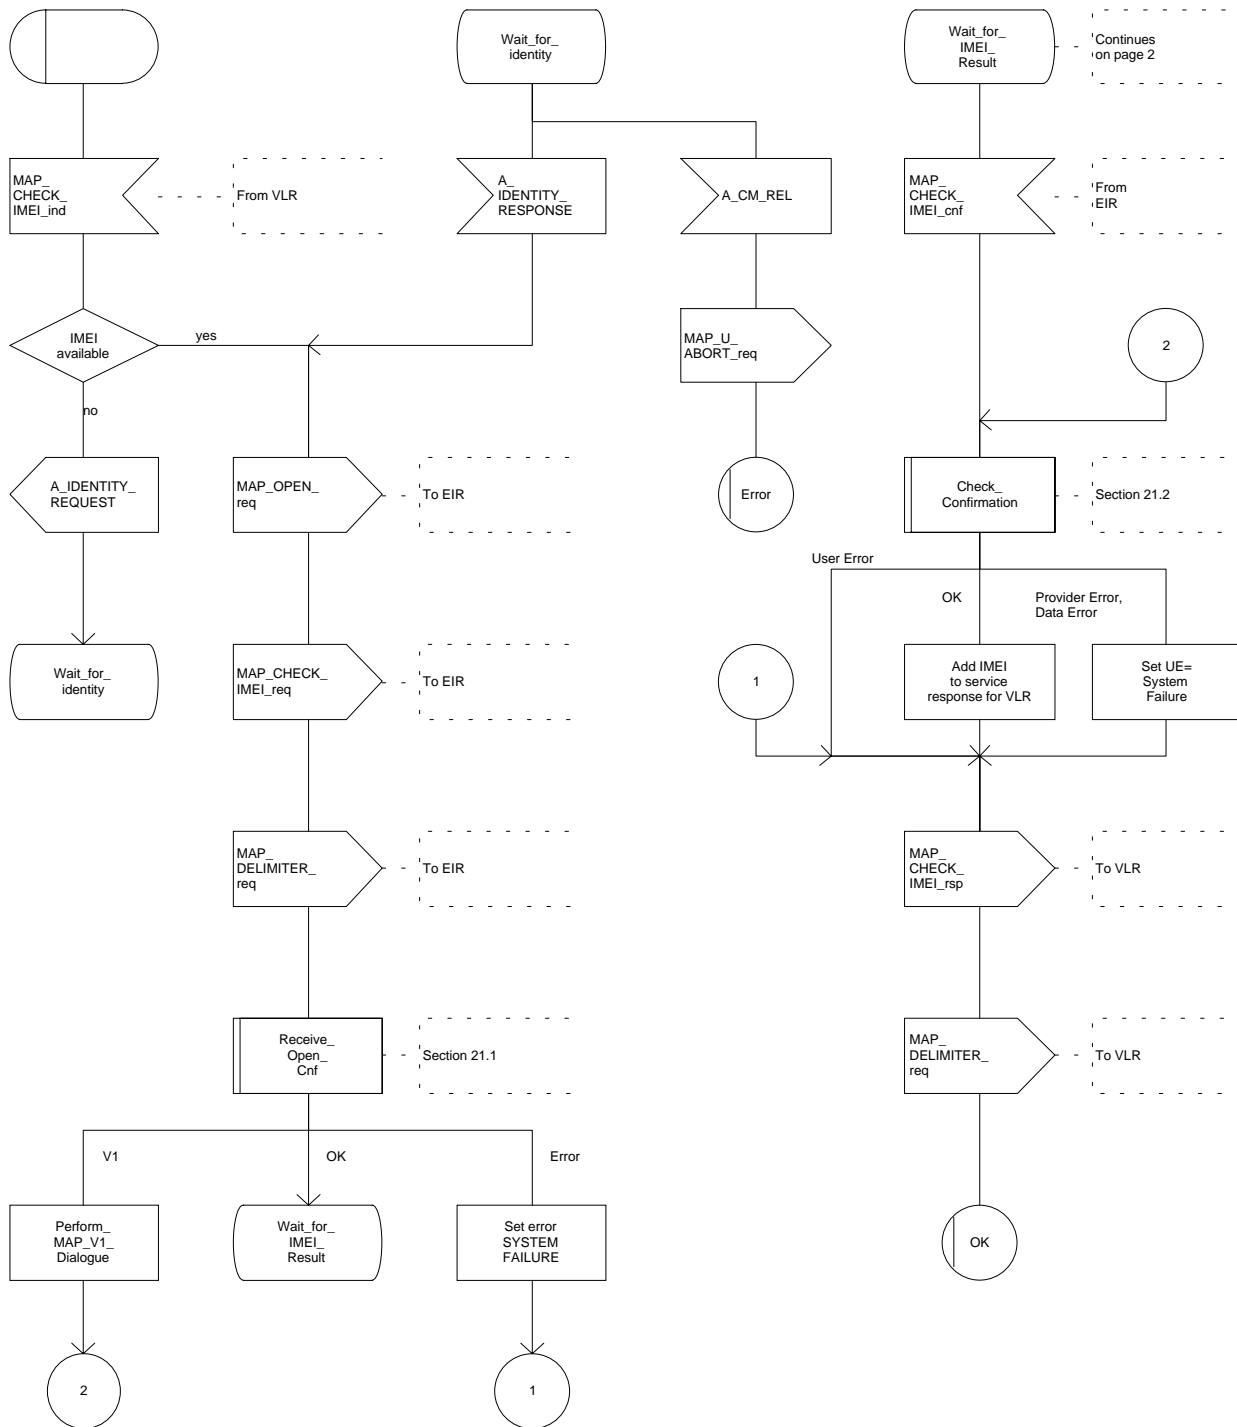 Wait_for_
identity
Wait_for_
IMEI_
Result
Continues
on page 2
MAP_
CHECK_
IMEI_ind
From VLR
A_
IDENTITY_
RESPONSE
A_CM_REL
MAP_
CHECK_
IMEI_cnf
From
EIR
IMEI
available
yes
no
MAP_U_
ABORT_req
2
A_IDENTITY_
REQUEST
MAP_OPEN_
req
To EIR
Error
Check_
Confirmation
Section 21.2
User Error
OK
Provider Error,
Data Error
Wait_for_
identity
MAP_CHECK_
IMEI_req
To EIR
1
Add IMEI
to service
response for VLR
Set UE=
System
Failure
MAP_
DELIMITER_
req
To EIR
MAP_
CHECK_
IMEI_rsp
To VLR
Receive_
Open_
Cnf
Section 21.1
MAP_
DELIMITER_
req
To VLR
V1
OK
Error
Perform_
MAP_V1_
Dialogue
Wait_for_
IMEI_
Result
Set error
SYSTEM
FAILURE
OK
2
1